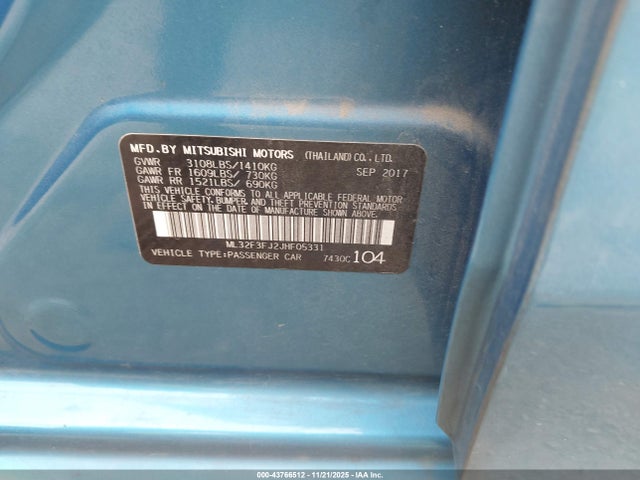 MFD.BY MITSUBISHI MOTORS (THAILAND) CO., LTD.
GVWR 3108LBS/1410KG SEP 2017
GAWR FR 1609LBS/ 730KG
GAWR RR 1521LBS/ 690KG
THIS VEHICLE CONFORMS TO ALL APPLICABLE FEDERAL MOTOR
VEHICLE SAFETY, BUMPER, AND THEFT PREVENTION STANDARDS
IN EFFECT ON THE DATE OF MANUFACTURE SHOWN ABOVE.
ML32F3FJ2JHF05331
VEHICLE TYPE:PASSENGER CAR 7430C 104
000-43766512 - 11/21/2025 - IAA Inc.